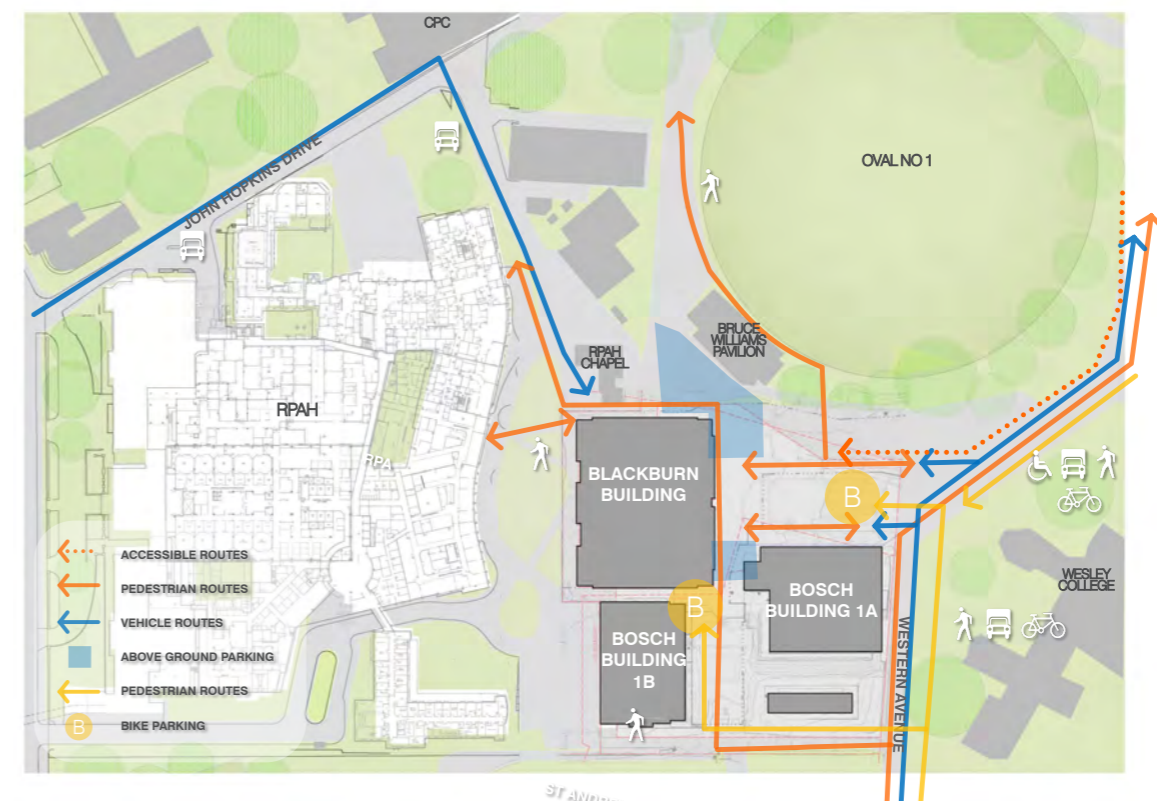 CPC
JOHN HOPKINS DRIVE
OVAL NO 1
BRUCE
WILLIAMS
PAVILION
RPAH
CHAPEL
RPAH
RPA
BLACKBURN
BUILDING
B
B
BOSCH
BUILDING 1A
BOSCH
BUILDING
1B
WESLEY
COLLEGE
WESTERN AVENUE
ACCESSIBLE ROUTES
PEDESTRIAN ROUTES
VEHICLE ROUTES
ABOVE GROUND PARKING
PEDESTRIAN ROUTES
B
BIKE PARKING